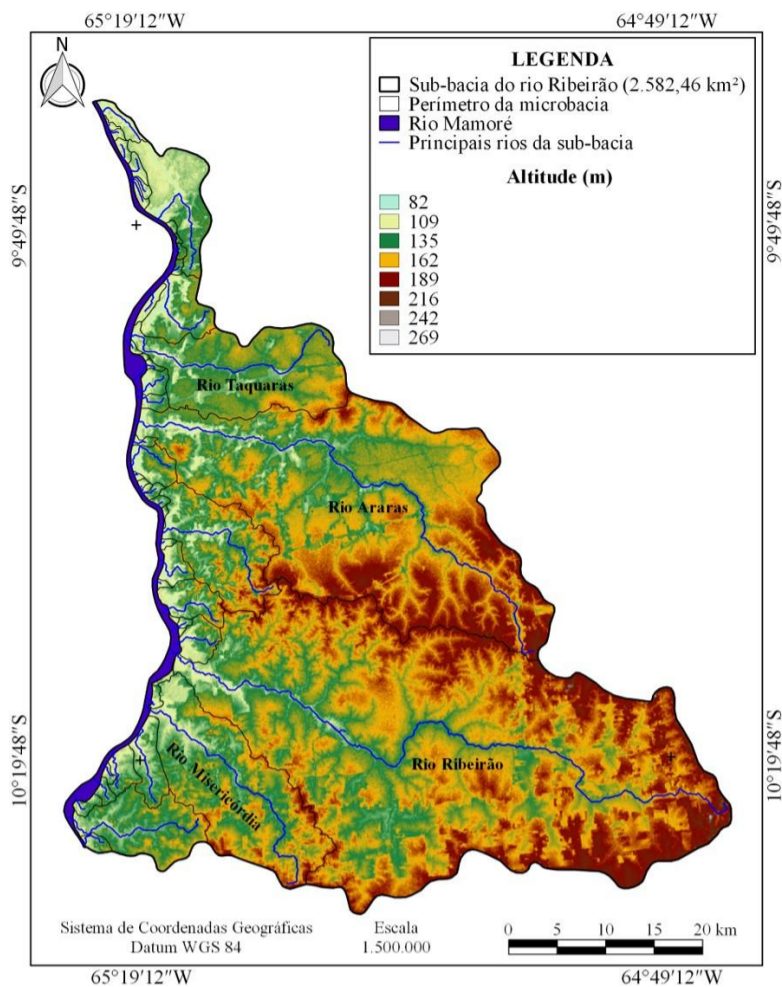 65°19'12"W 64°49'12"W
N
LEGENDA
Sub-bacia do rio Ribeirão (2.582,46 km²)
Perímetro da microbacia
Rio Mamoré
Principais rios da sub-bacia
Altitude (m)
82
109
135
162
189
216
242
269
9°49'48"S 9°49'48"S
Rio Taquaras
Rio Araras
Rio Ribeirão
Rio Misericórdia
10°19'48"S 10°19'48"S
Sistema de Coordenadas Geográficas
Datum WGS 84
Escala
1.500.000
0 5 10 15 20 km
65°19'12"W 64°49'12"W